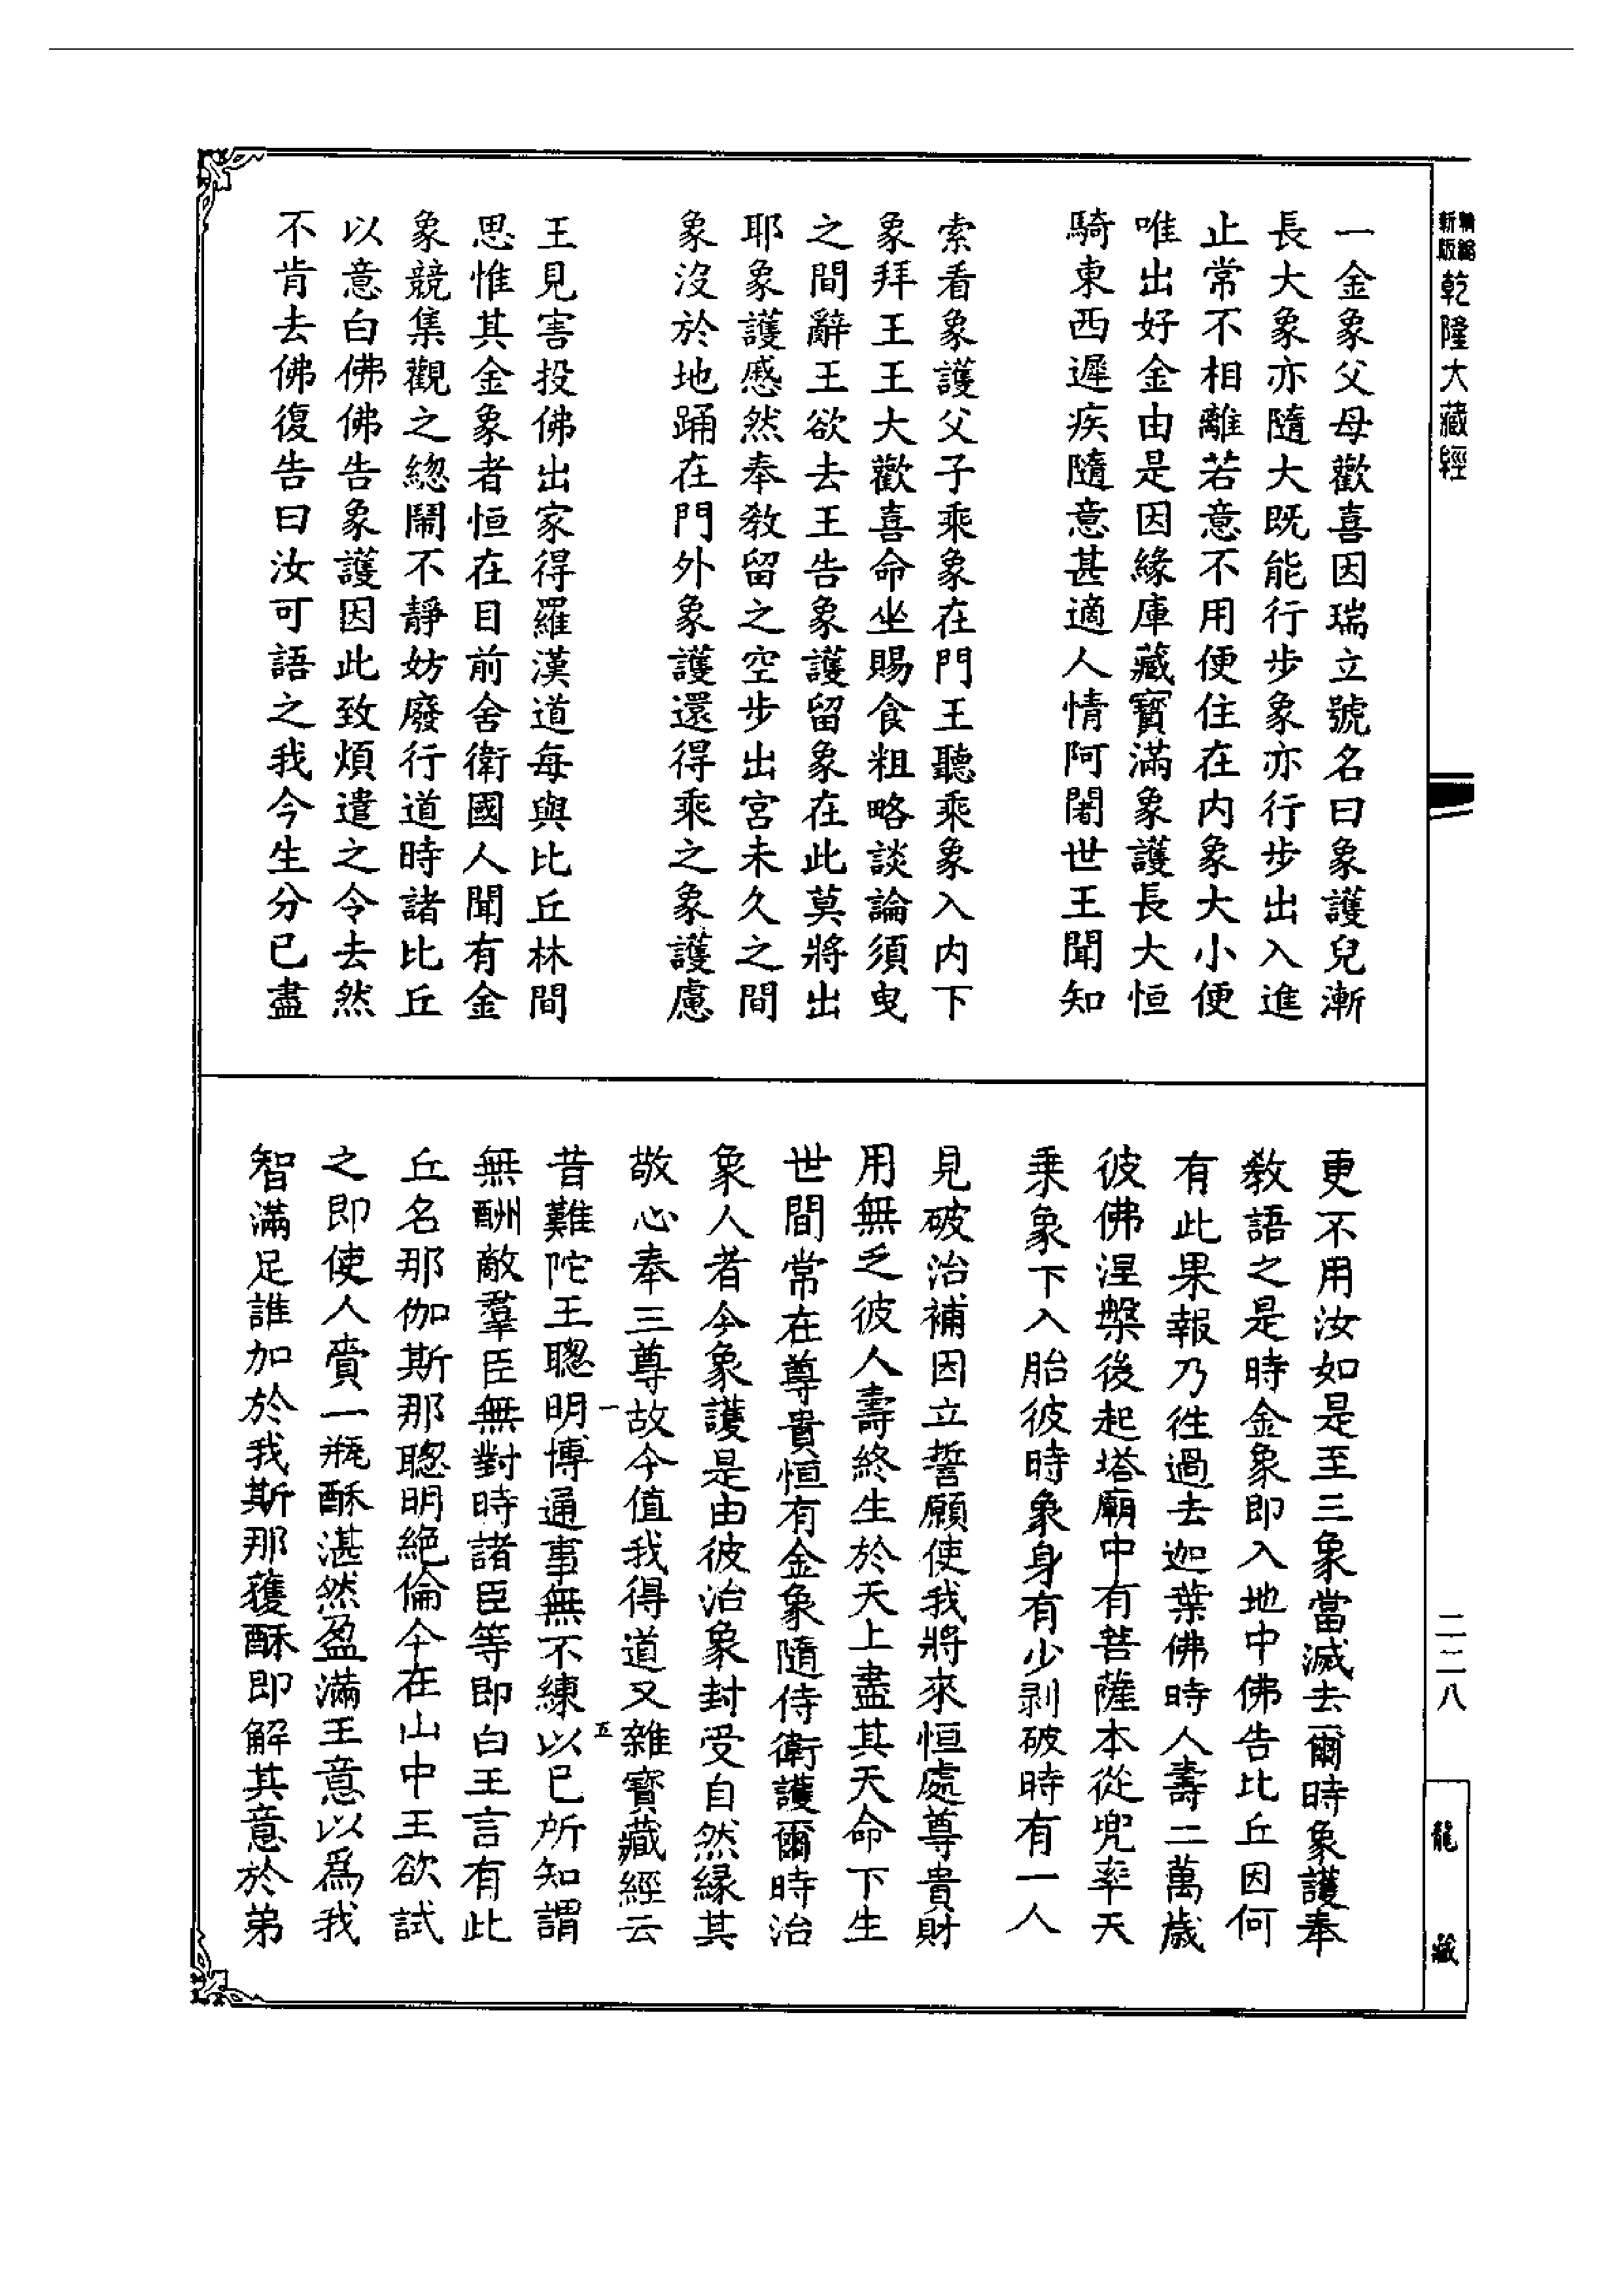 精縮
新版
乾隆大藏經
一金象父母歡喜因瑞立號名曰象護兒漸
長大象亦隨大既能行步象亦行步出入進
止常不相離若意不用便住在内象大小便
唯出好金由是因緣庫藏寶滿象護長大恒
騎東西遲疾隨意甚適人情阿闍世王聞知
索看象護父子乘象在門王聽乘象入内下
象拜王王大歡喜命坐賜食粗略談論須曳
之間辭王欲去王告象護留象在此莫將出
耶象護慼然奉教留之空步出宮未久之間
象沒於地踊在門外象護還得乘之象護慮
王見害投佛出家得羅漢道每與比丘林間
思惟其金象者恒在目前舍衛國人聞有金
象競集觀之緫鬧不靜妨廢行道時諸比丘
以意白佛佛告象護因此致煩遣之令去然
不肯去佛復告曰汝可語之我今生分已盡
更不用汝如是至三象當滅去爾時象護奉
教語之是時金象即入地中佛告比丘因何
有此果報乃徃過去迦葉佛時人壽二萬歲
彼佛涅槃後起塔廟中有菩薩本從兜率天
乗象下入胎彼時象身有少剥破時有一人
見破治補因立誓願使我將來恒處尊貴財
用無乏彼人壽終生於天上盡其天命下生
世間常在尊貴恒有金象隨侍衛護爾時治
象人者今象護是由彼治象封受自然縁其
敬心奉三尊故今值我得道又雜寶藏經云
一 五
昔難陀王聰明博通事無不練以已所知謂
無酬敵羣臣無對時諸臣等即白王言有此
丘名那伽斯那聰明絕倫今在山中王欲試
之即使人賷一瓶酥湛然盈滿王意以爲我
智滿足誰加於我斯那獲酥即解其意於弟
二二八
龍藏